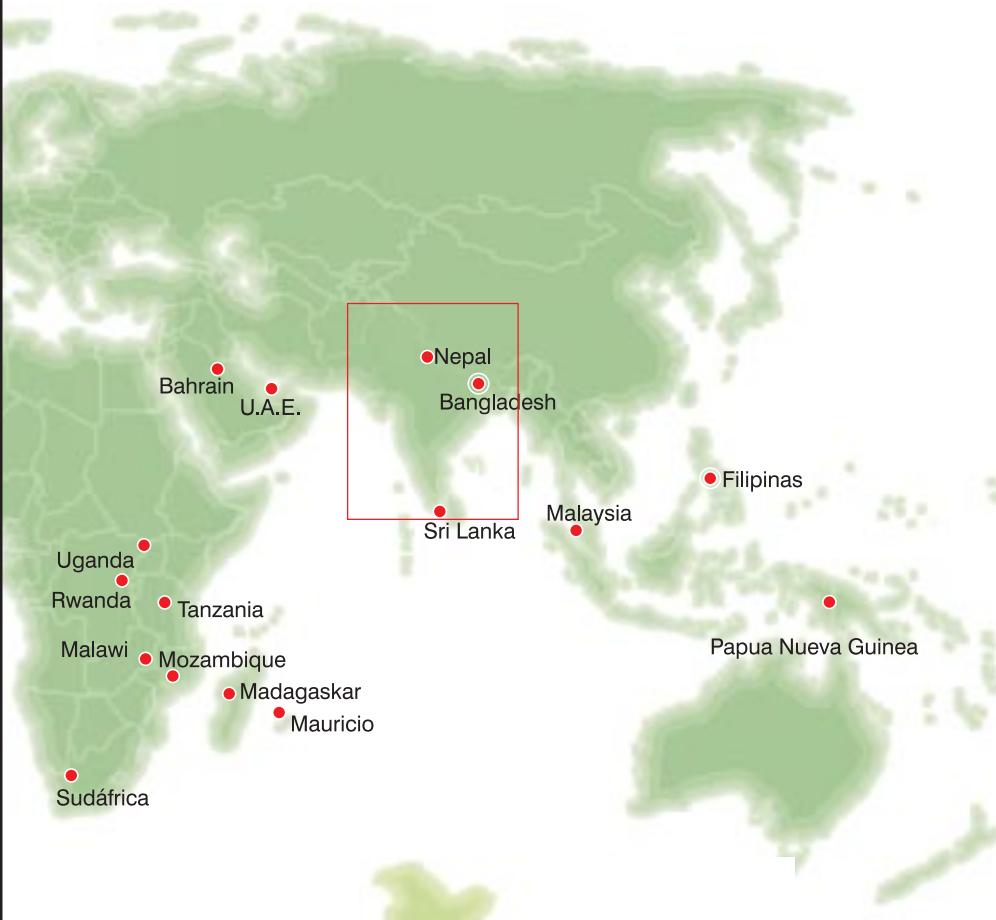 Nepal
Bahrain
U.A.E.
Bangladesh
Filipinas
Malaysia
Sri Lanka
Uganda
Rwanda
Tanzania
Papua Nueva Guinea
Malawi
Mozambique
Madagaskar
Mauricio
Sudáfrica